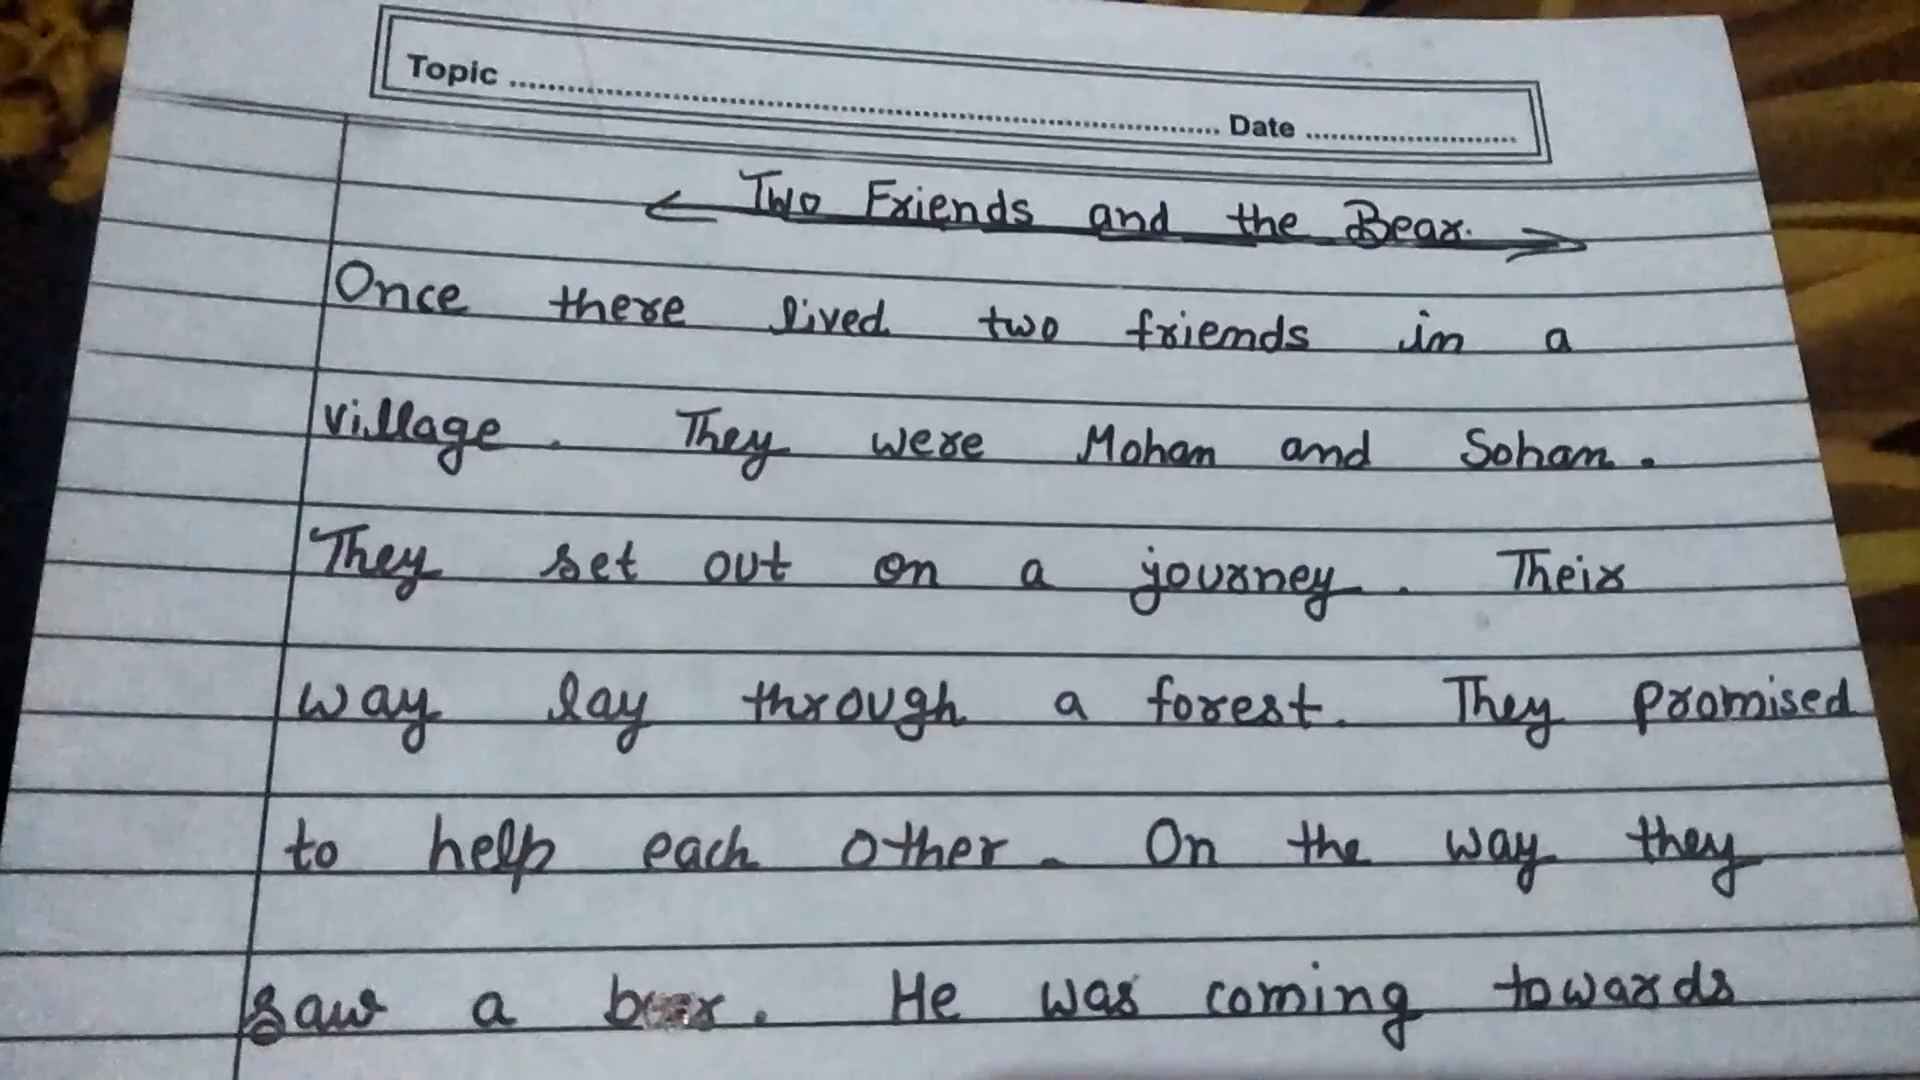 Topic ........................ Date ............
Two Friends and the Bear.
Once there lived two friends in a
village. They were Mohan and Soham.
They set out on a journey. Their
way lay through a forest. They promised
to help each other. On the way they
saw a bear. He was coming towards